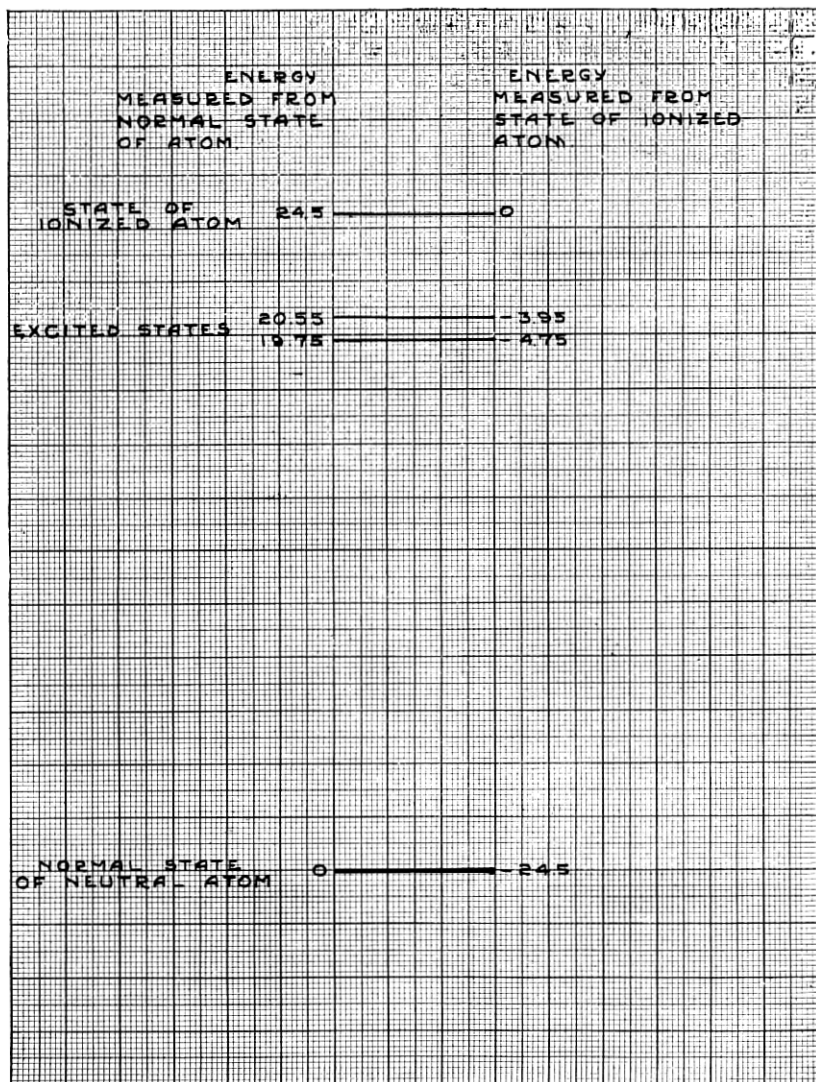 ENERGY
MEASURED FROM
NORMAL STATE
OF ATOM.
ENERGY
MEASURED FROM
STATE OF IONIZED
ATOM.
STATE OF
IONIZED ATOM
24.5
0
EXCITED STATES
20.55
- 3.95
19.75
- 4.75
NORMAL STATE
OF NEUTRAL ATOM
0
- 24.5